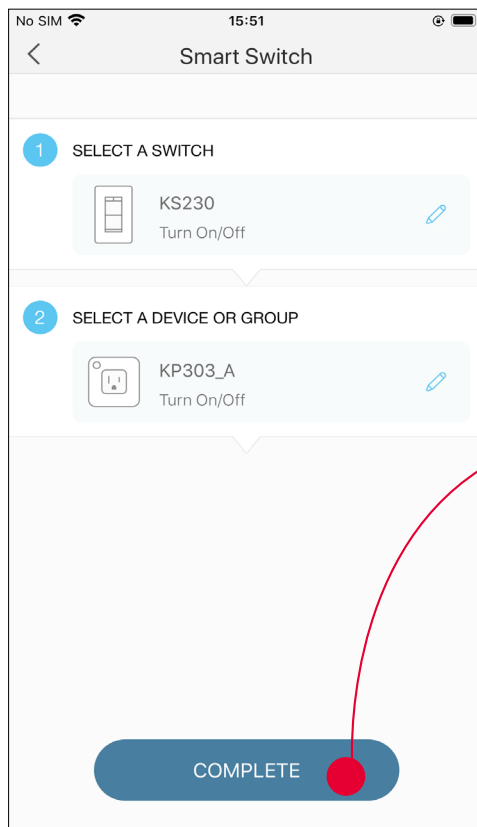 No SIM 15:51
Smart Switch
1 SELECT A SWITCH
KS230
Turn On/Off
2 SELECT A DEVICE OR GROUP
KP303_A
Turn On/Off
COMPLETE